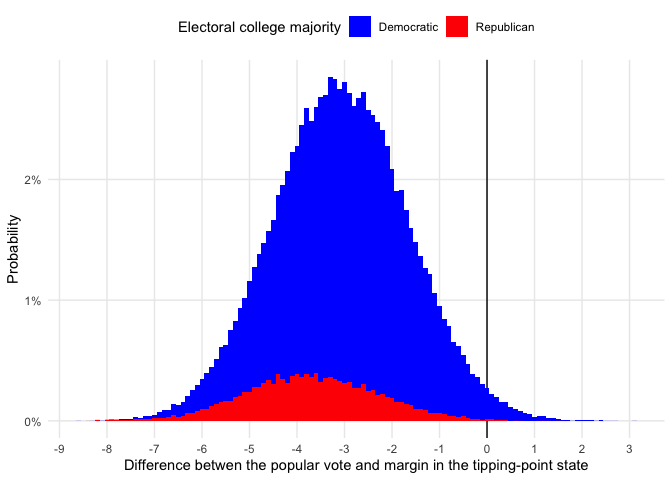 Electoral college majority Democratic Republican
Probability
2%
1%
0%
-9 -8 -7 -6 -5 -4 -3 -2 -1 0 1 2 3
Difference betwen the popular vote and margin in the tipping-point state